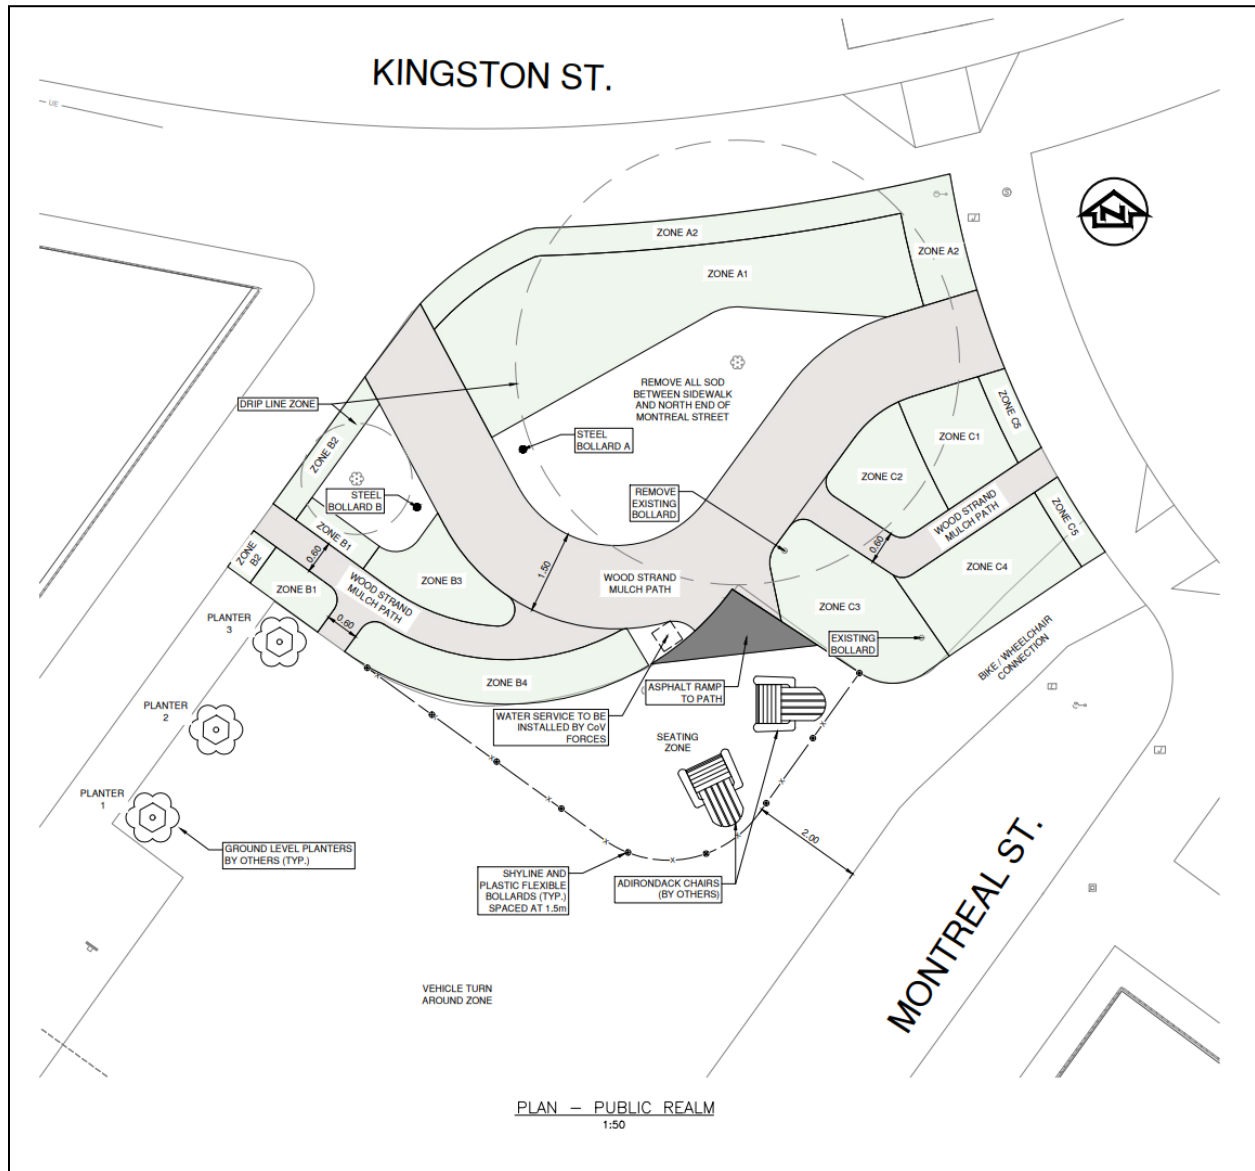 KINGSTON ST.
UE
ZONE A2
ZONE A2
ZONE A1
N
REMOVE ALL SOD
BETWEEN SIDEWALK
AND NORTH END OF
MONTREAL STREET
DRIP LINE ZONE
STEEL
BOLLARD A
ZONE B2
STEEL
BOLLARD B
REMOVE
EXISTING
BOLLARD
ZONE C5
ZONE C1
ZONE C2
WOOD STRAND
MULCH PATH
ZONE C5
0.60
ZONE C4
ZONE C3
ZONE B1
0.60
ZONE B2
ZONE B1
WOOD STRAND
MULCH PATH
ZONE B3
1.50
WOOD STRAND
MULCH PATH
0.60
PLANTER
3
EXISTING
BOLLARD
BIKE / WHEELCHAIR
CONNECTION
ZONE B4
ASPHALT RAMP
TO PATH
WATER SERVICE TO BE
INSTALLED BY CoV
FORCES
SEATING
ZONE
PLANTER
2
PLANTER
1
GROUND LEVEL PLANTERS
BY OTHERS (TYP.)
x
x
x
x
x
x
x
x
2.00
SHYLINE AND
PLASTIC FLEXIBLE
BOLLARDS (TYP.)
SPACED AT 1.5m
ADIRONDACK CHAIRS
(BY OTHERS)
MONTREAL ST.
VEHICLE TURN
AROUND ZONE
PLAN – PUBLIC REALM
1:50